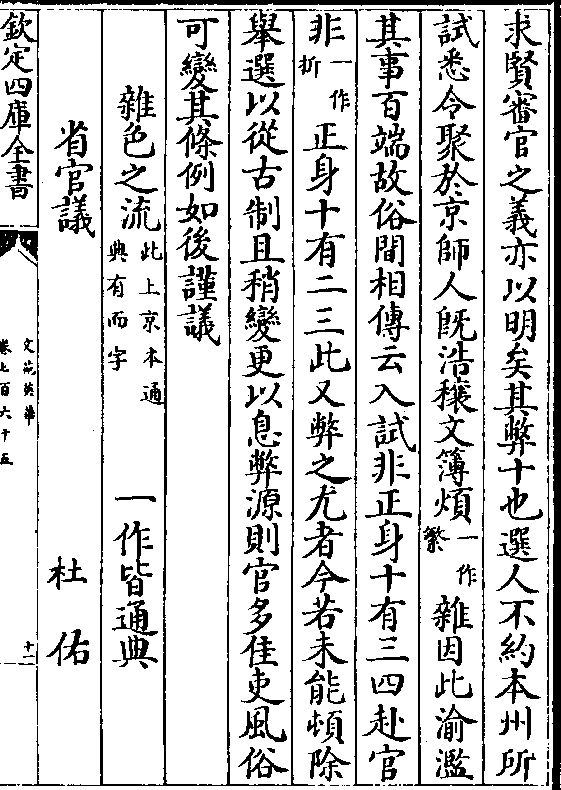 求賢審官之義亦以明矣其弊十也選人不約本州所
試悉令聚於京師人既浩穰文簿煩一作繁雜因此渝濫
其事百端故俗間相傳云入試非正身十有三四赴官
非一作折正身十有二三此又弊之尤者今若未能頓除
舉選以從古制且稍變更以息弊源則官多佳吏風俗
可變其條例如後謹議
雜色之流此上京本通典有而字 一作皆通典
省官議 杜佑
欽定四庫全書
文苑英華
卷七百六十五
十二